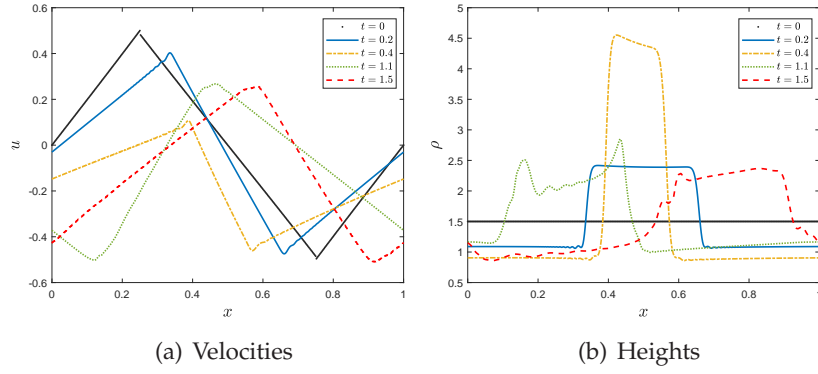 0.6
0.4
0.2
0
-0.2
-0.4
-0.6
u
0 0.2 0.4 0.6 0.8 1
x
t = 0
t = 0.2
t = 0.4
t = 1.1
t = 1.5
(a) Velocities
5
4.5
4
3.5
3
2.5
2
1.5
1
0.5
ρ
0 0.2 0.4 0.6 0.8 1
x
t = 0
t = 0.2
t = 0.4
t = 1.1
t = 1.5
(b) Heights